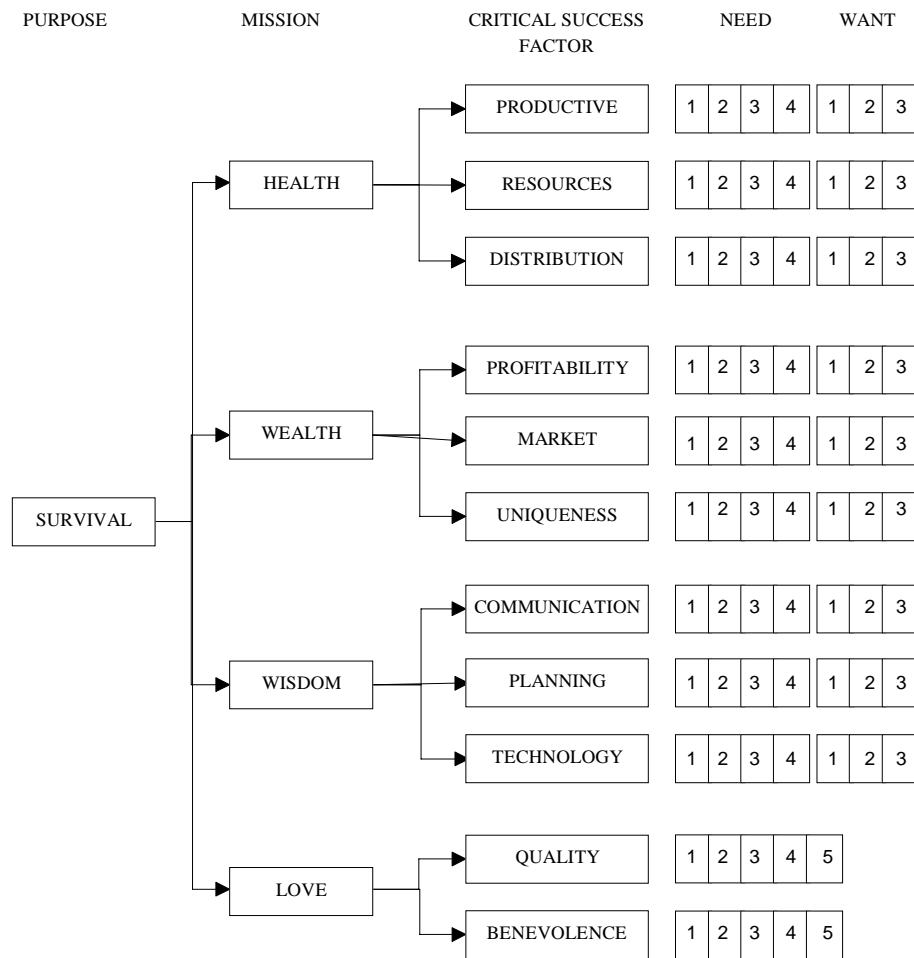 PURPOSE MISSION CRITICAL SUCCESS NEED WANT
FACTOR
PRODUCTIVE 1 2 3 4 1 2 3
HEALTH RESOURCES 1 2 3 4 1 2 3
DISTRIBUTION 1 2 3 4 1 2 3
PROFITABILITY 1 2 3 4 1 2 3
WEALTH MARKET 1 2 3 4 1 2 3
SURVIVAL UNIQUENESS 1 2 3 4 1 2 3
COMMUNICATION 1 2 3 4 1 2 3
WISDOM PLANNING 1 2 3 4 1 2 3
TECHNOLOGY 1 2 3 4 1 2 3
QUALITY 1 2 3 4 5
LOVE
BENEVOLENCE 1 2 3 4 5